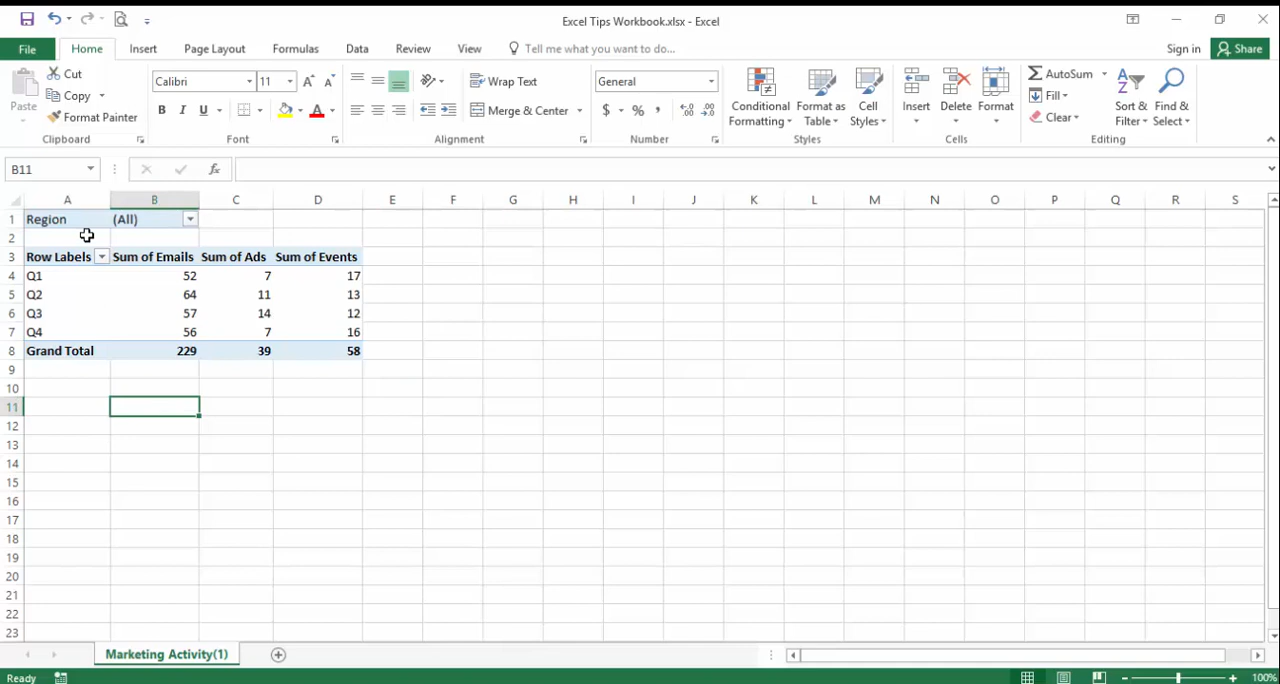 Excel Tips Workbook.xlsx - Excel
File Home Insert Page Layout Formulas Data Review View Tell me what you want to do... Sign in Share
Paste Cut Copy Format Painter
Clipboard
Calibri 11
B I U A
Font
Wrap Text
Merge & Center
Alignment
General
$ % ,
Number
Conditional Formatting Format as Table Cell Styles
Styles
Insert Delete Format
Cells
AutoSum
Fill
Clear
Sort & Filter Find & Select
Editing
B11 fx
A B C D E F G H I J K L M N O P Q R S
1 Region (All)
2
3 Row Labels Sum of Emails Sum of Ads Sum of Events
4 Q1 52 7 17
5 Q2 64 11 13
6 Q3 57 14 12
7 Q4 56 7 16
8 Grand Total 229 39 58
9
10
11
12
13
14
15
16
17
18
19
20
21
22
23
Marketing Activity(1)
Ready 100%